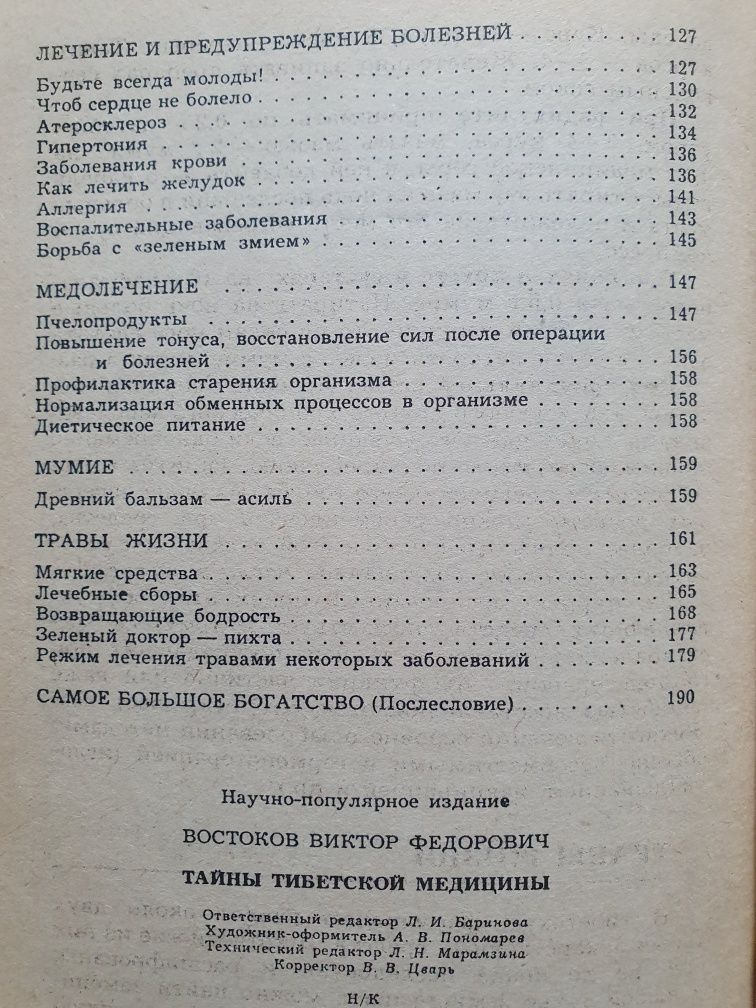 ЛЕЧЕНИЕ И ПРЕДУПРЕЖДЕНИЕ БОЛЕЗНЕЙ . . . . . . . . . 127
Будьте всегда молоды! . . . . . . . . . . . . . . . . . . . 127
Чтоб сердце не болело . . . . . . . . . . . . . . . . . . . 130
Атеросклероз . . . . . . . . . . . . . . . . . . . . . . . 132
Гипертония . . . . . . . . . . . . . . . . . . . . . . . . 134
Заболевания крови . . . . . . . . . . . . . . . . . . . . . 136
Как лечить желудок . . . . . . . . . . . . . . . . . . . . 136
Аллергия . . . . . . . . . . . . . . . . . . . . . . . . . 141
Воспалительные заболевания . . . . . . . . . . . . . . . . 143
Борьба с «зеленым змием» . . . . . . . . . . . . . . . . . 145
МЕДОЛЕЧЕНИЕ . . . . . . . . . . . . . . . . . . . . . . . 147
Пчелопродукты . . . . . . . . . . . . . . . . . . . . . . 147
Повышение тонуса, восстановление сил после операции
и болезней . . . . . . . . . . . . . . . . . . . . . . 156
Профилактика старения организма . . . . . . . . . . . . . 158
Нормализация обменных процессов в организме . . . . . . 158
Диетическое питание . . . . . . . . . . . . . . . . . . . 158
МУМИЕ . . . . . . . . . . . . . . . . . . . . . . . . . . 159
Древний бальзам — асиль . . . . . . . . . . . . . . . . . 159
ТРАВЫ ЖИЗНИ . . . . . . . . . . . . . . . . . . . . . . . 161
Мягкие средства . . . . . . . . . . . . . . . . . . . . . 163
Лечебные сборы . . . . . . . . . . . . . . . . . . . . . . 165
Возвращающие бодрость . . . . . . . . . . . . . . . . . . 168
Зеленый доктор — пихта . . . . . . . . . . . . . . . . . . 177
Режим лечения травами некоторых заболеваний . . . . . . 179
САМОЕ БОЛЬШОЕ БОГАТСТВО (Послесловие) . . . . . . . 190
Научно-популярное издание
ВОСТОКОВ ВИКТОР ФЕДОРОВИЧ
ТАЙНЫ ТИБЕТСКОЙ МЕДИЦИНЫ
Ответственный редактор Л. И. Баринова
Художник-оформитель А. В. Пономарев
Технический редактор Л. Н. Марамзина
Корректор В. В. Цварь
Н/К